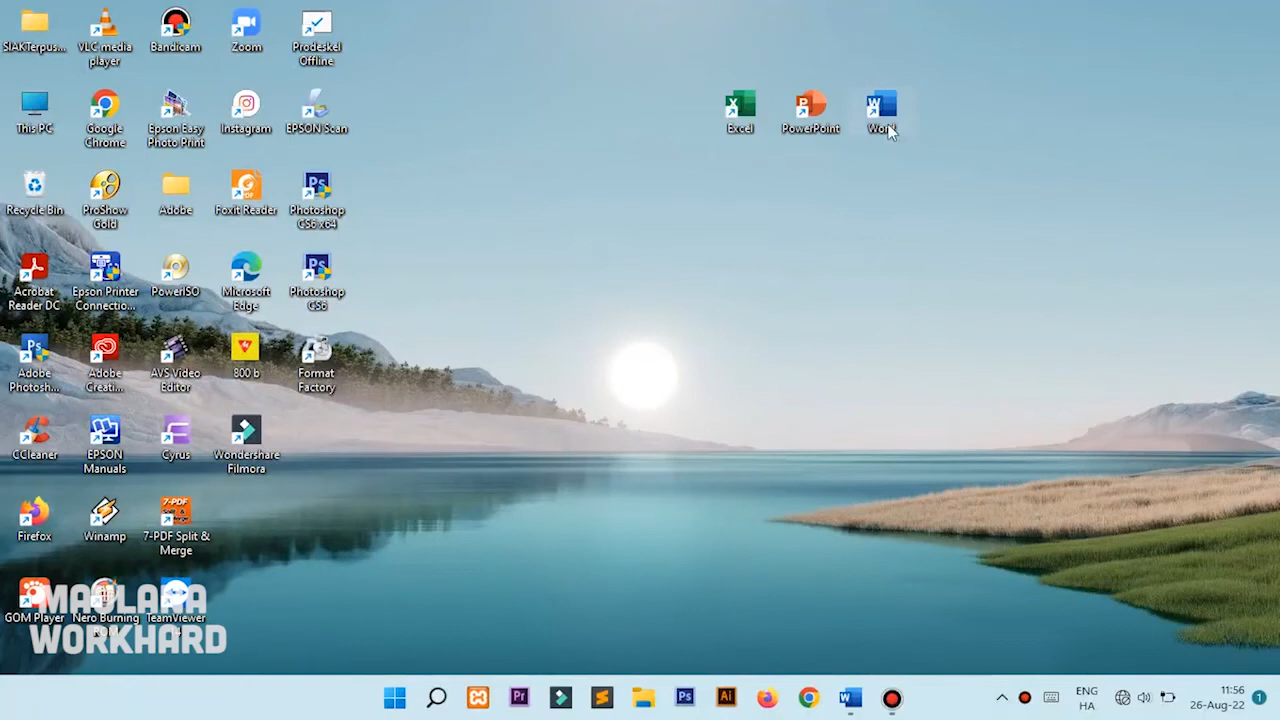 SIAKTerpus...
VLC media
player
Bandicam
Zoom
Prodeskel
Offline
This PC
Google
Chrome
Epson Easy
Photo Print
Instagram
EPSON Scan
Excel
PowerPoint
Recycle Bin
ProShow
Gold
Adobe
Foxit Reader
Photoshop
CS6 x64
Acrobat
Reader DC
Epson Printer
Connectio...
PowerISO
Microsoft
Edge
Photoshop
CS6
Adobe
Photosh...
Adobe
Creati...
AVS Video
Editor
800 b
Format
Factory
CCleaner
EPSON
Manuals
Cyrus
Wondershare
Filmora
Firefox
Winamp
7-PDF
7-PDF Split &
Merge
GOM Player
Nero Burning
ROM
TeamViewer
MAULANA
WORKHARD
ENG
HA
11:56
26-Aug-22
1